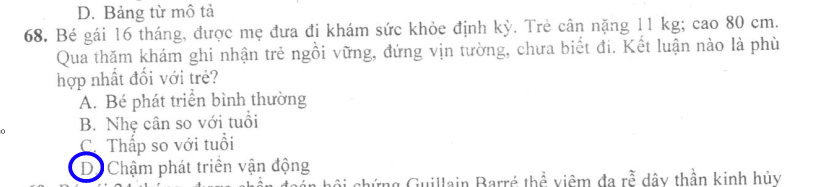 D. Bảng từ mô tả
68. Bé gái 16 tháng, được mẹ đưa đi khám sức khỏe định kỳ. Trẻ cân nặng 11 kg; cao 80 cm.
Qua thăm khám ghi nhận trẻ ngồi vững, đứng vịn tường, chưa biết đi. Kết luận nào là phù
hợp nhất đối với trẻ?
A. Bé phát triển bình thường
B. Nhẹ cân so với tuổi
C. Thấp so với tuổi
D. Chậm phát triển vận động
hội chứng Guillain Barré thể viêm đa rễ dây thần kinh hủy